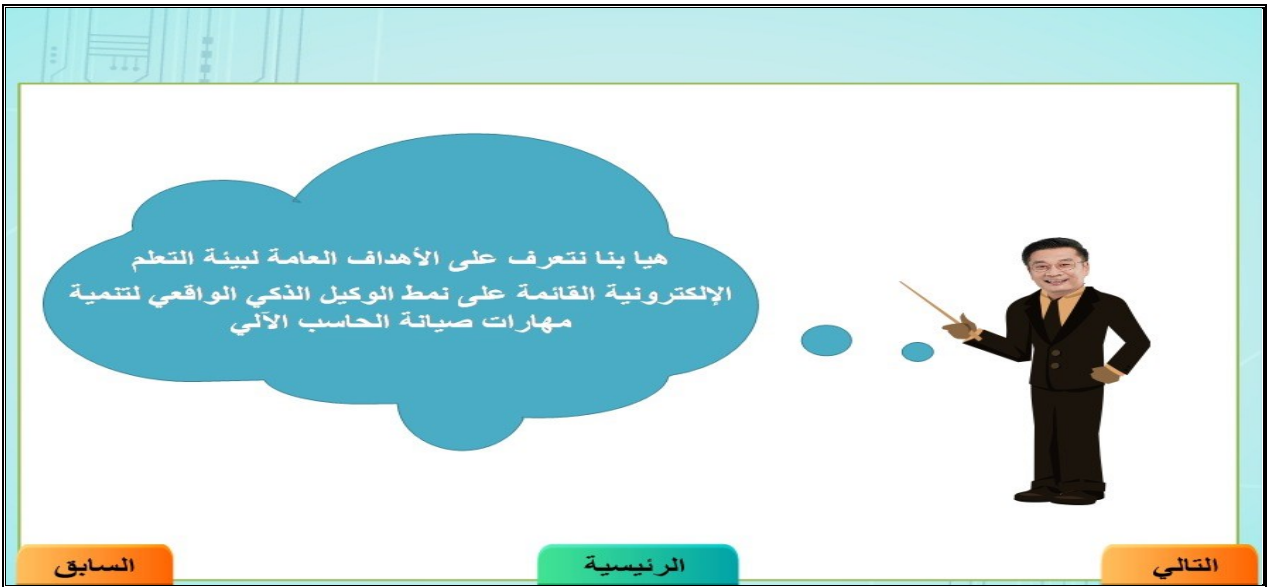 هيا بنا نتعرف على الأهداف العامة لبيئة التعلم
الإلكترونية القائمة على نمط الوكيل الذكي الواقعي لتنمية
مهارات صيانة الحاسب الآلي
التالي
الرئيسية
السابق